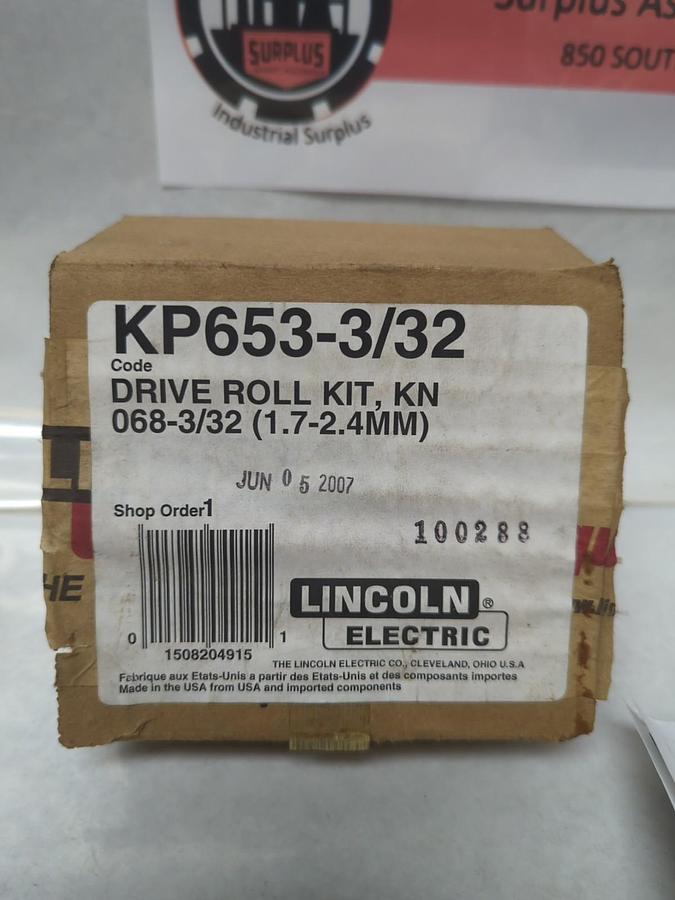 SURPLUS
Industrial Surplus
Surplus As
850 SOUT
KP653-3/32
Code
DRIVE ROLL KIT, KN
068-3/32 (1.7-2.4MM)
JUN 05 2007
Shop Order1
100288
0 1508204915 1
LINCOLN ®
ELECTRIC
THE LINCOLN ELECTRIC CO., CLEVELAND, OHIO U.S.A
Fabrique aux Etats-Unis a partir des Etats-Unis et des composants importes
Made in the USA from USA and imported components
HE